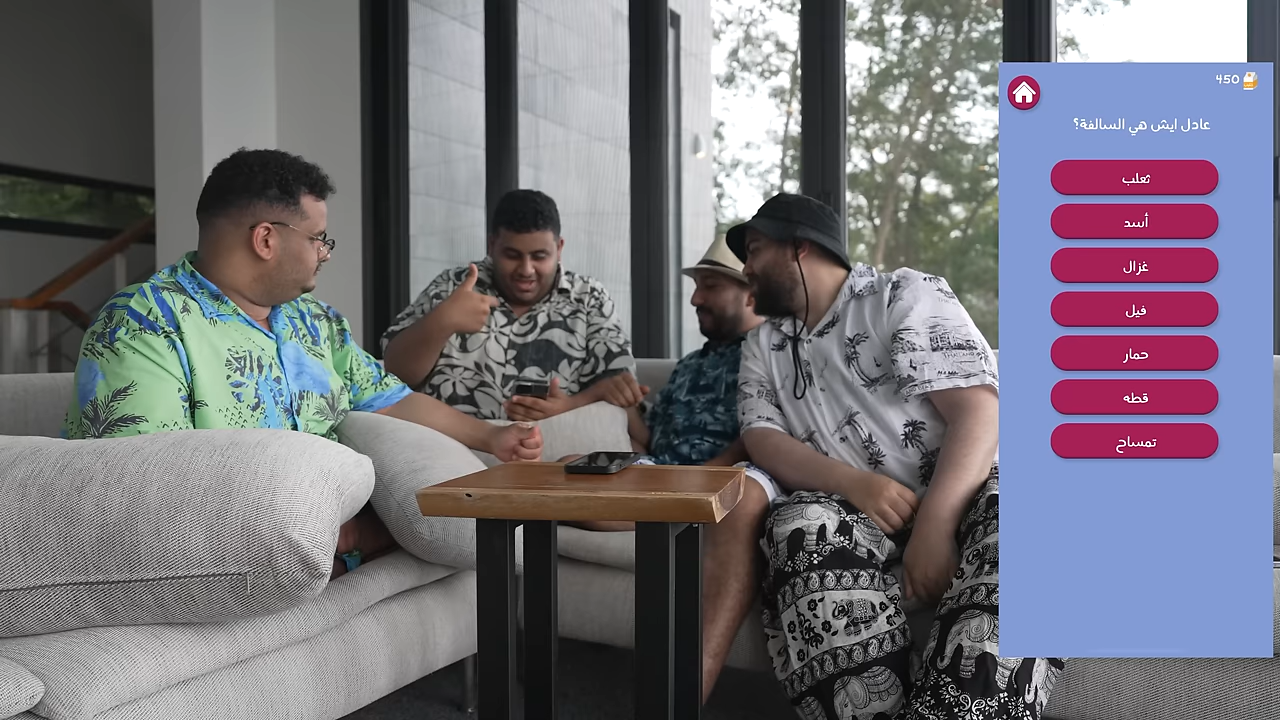 450
عادل ايش هي السالفة؟
ثعلب
أسد
غزال
فيل
حمار
قطه
تمساح